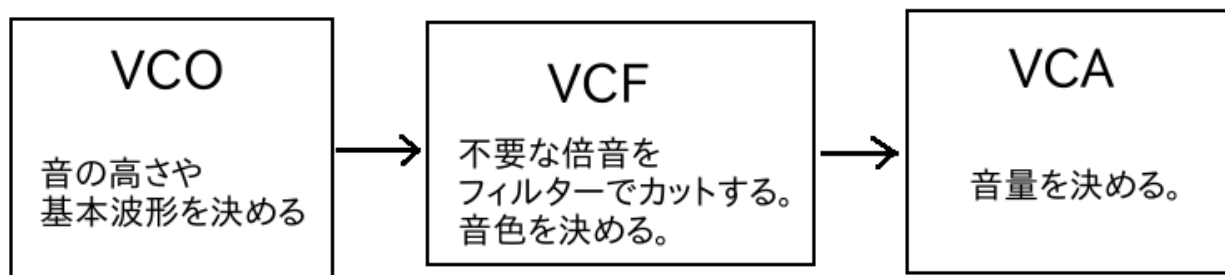 VCO
音の高さや
基本波形を決める
VCF
不要な倍音を
フィルターでカットする。
音色を決める。
VCA
音量を決める。